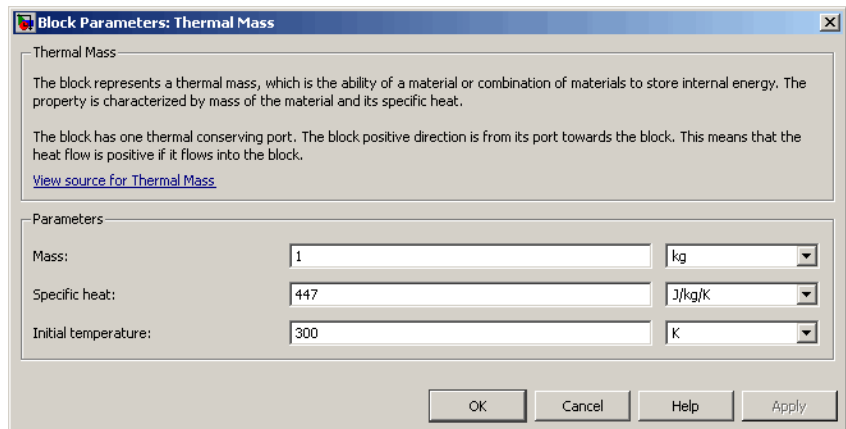 Block Parameters: Thermal Mass
Thermal Mass
The block represents a thermal mass, which is the ability of a material or combination of materials to store internal energy. The
property is characterized by mass of the material and its specific heat.
The block has one thermal conserving port. The block positive direction is from its port towards the block. This means that the
heat flow is positive if it flows into the block.
View source for Thermal Mass
Parameters
Mass: 1 kg
Specific heat: 447 J/kg/K
Initial temperature: 300 K
OK Cancel Help Apply